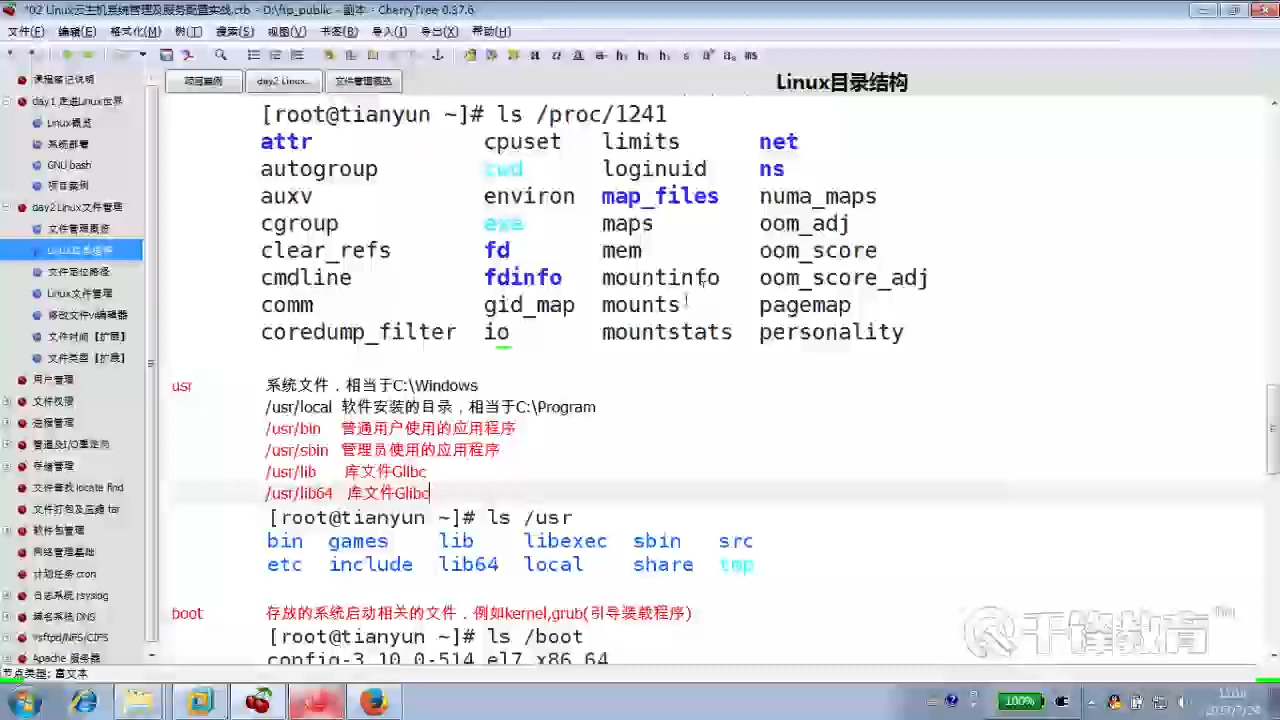 *02 Linux云主机系统管理及服务配置实战.ctb - D:\ftp_public - 副本 - CherryTree 0.37.6
文件(F) 编辑(E) 格式化(M) 树(T) 搜索(S) 视图(V) 书签(B) 导入(I) 导出(X) 帮助(H)
项目案例 day2 Linux... 文件管理概览
Linux目录结构
课程笔记说明
day1 走进Linux世界
Linux概览
系统部署
GNU bash
项目案例
day2 Linux文件管理
文件管理概览
Linux目录结构
文件定位路径
Linux文件管理
修改文件vi编辑器
文件时间【扩展】
文件类型【扩展】
用户管理
文件权限
进程管理
管道及I/O重定向
存储管理
文件查找 locate find
文件打包及压缩 tar
软件包管理
网络管理基础
计划任务 cron
日志系统 rsyslog
域名系统 DNS
vsftpd/NFS/CIFS
Apache 服务器
[root@tianyun ~]# ls /proc/1241
attr cpuset limits net
autogroup cwd loginuid ns
auxv environ map_files numa_maps
cgroup exe maps oom_adj
clear_refs fd mem oom_score
cmdline fdinfo mountinfo oom_score_adj
comm gid_map mounts pagemap
coredump_filter io mountstats personality
usr 系统文件，相当于C:\Windows
/usr/local 软件安装的目录，相当于C:\Program
/usr/bin 普通用户使用的应用程序
/usr/sbin 管理员使用的应用程序
/usr/lib 库文件Glibc
/usr/lib64 库文件Glibc
[root@tianyun ~]# ls /usr
bin games lib libexec sbin src
etc include lib64 local share tmp
boot 存放的系统启动相关的文件，例如kernel,grub(引导装载程序)
[root@tianyun ~]# ls /boot
config-3.10.0-514.el7.x86_64
千锋教育
节点类型: 富文本
100%